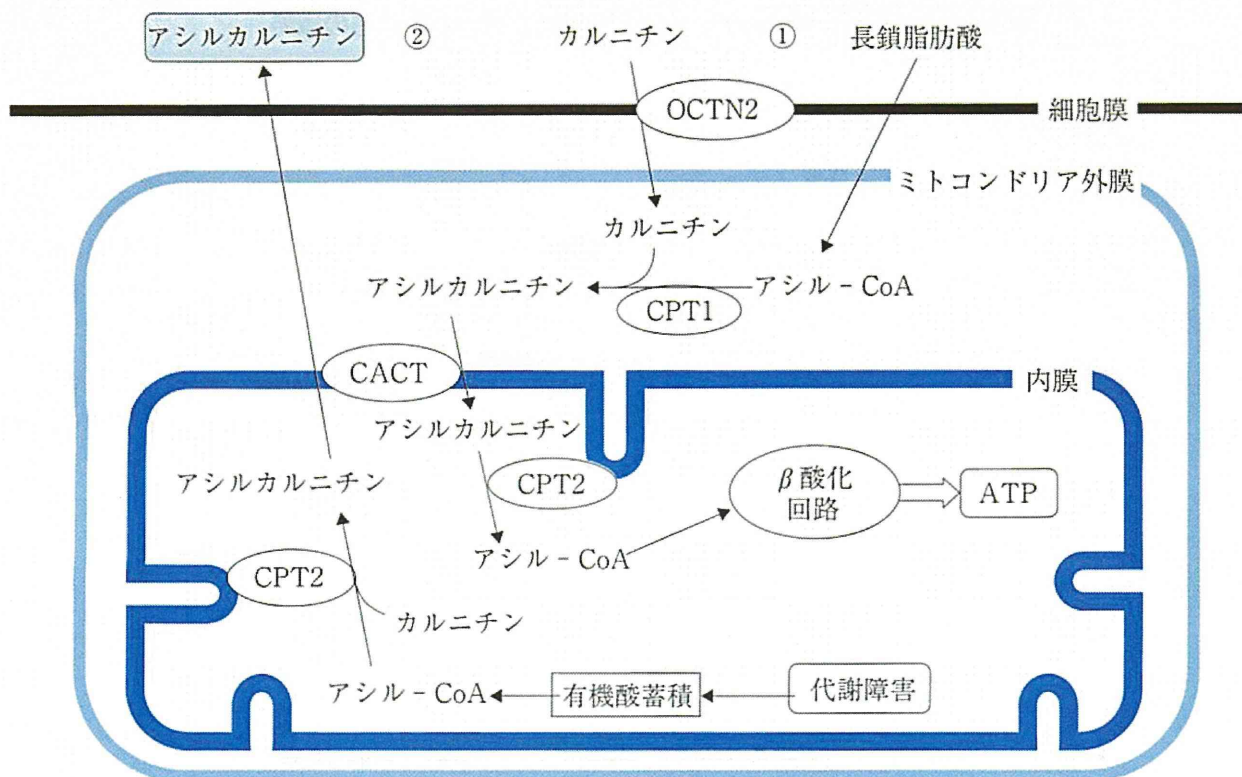 アシルカルニチン ② カルニチン ① 長鎖脂肪酸
OCTN2
細胞膜
ミトコンドリア外膜
カルニチン
アシルカルニチン
アシル－CoA
CPT1
CACT
内膜
アシルカルニチン
アシルカルニチン
CPT2
β酸化
回路
ATP
アシル－CoA
CPT2
カルニチン
アシル－CoA
有機酸蓄積
代謝障害